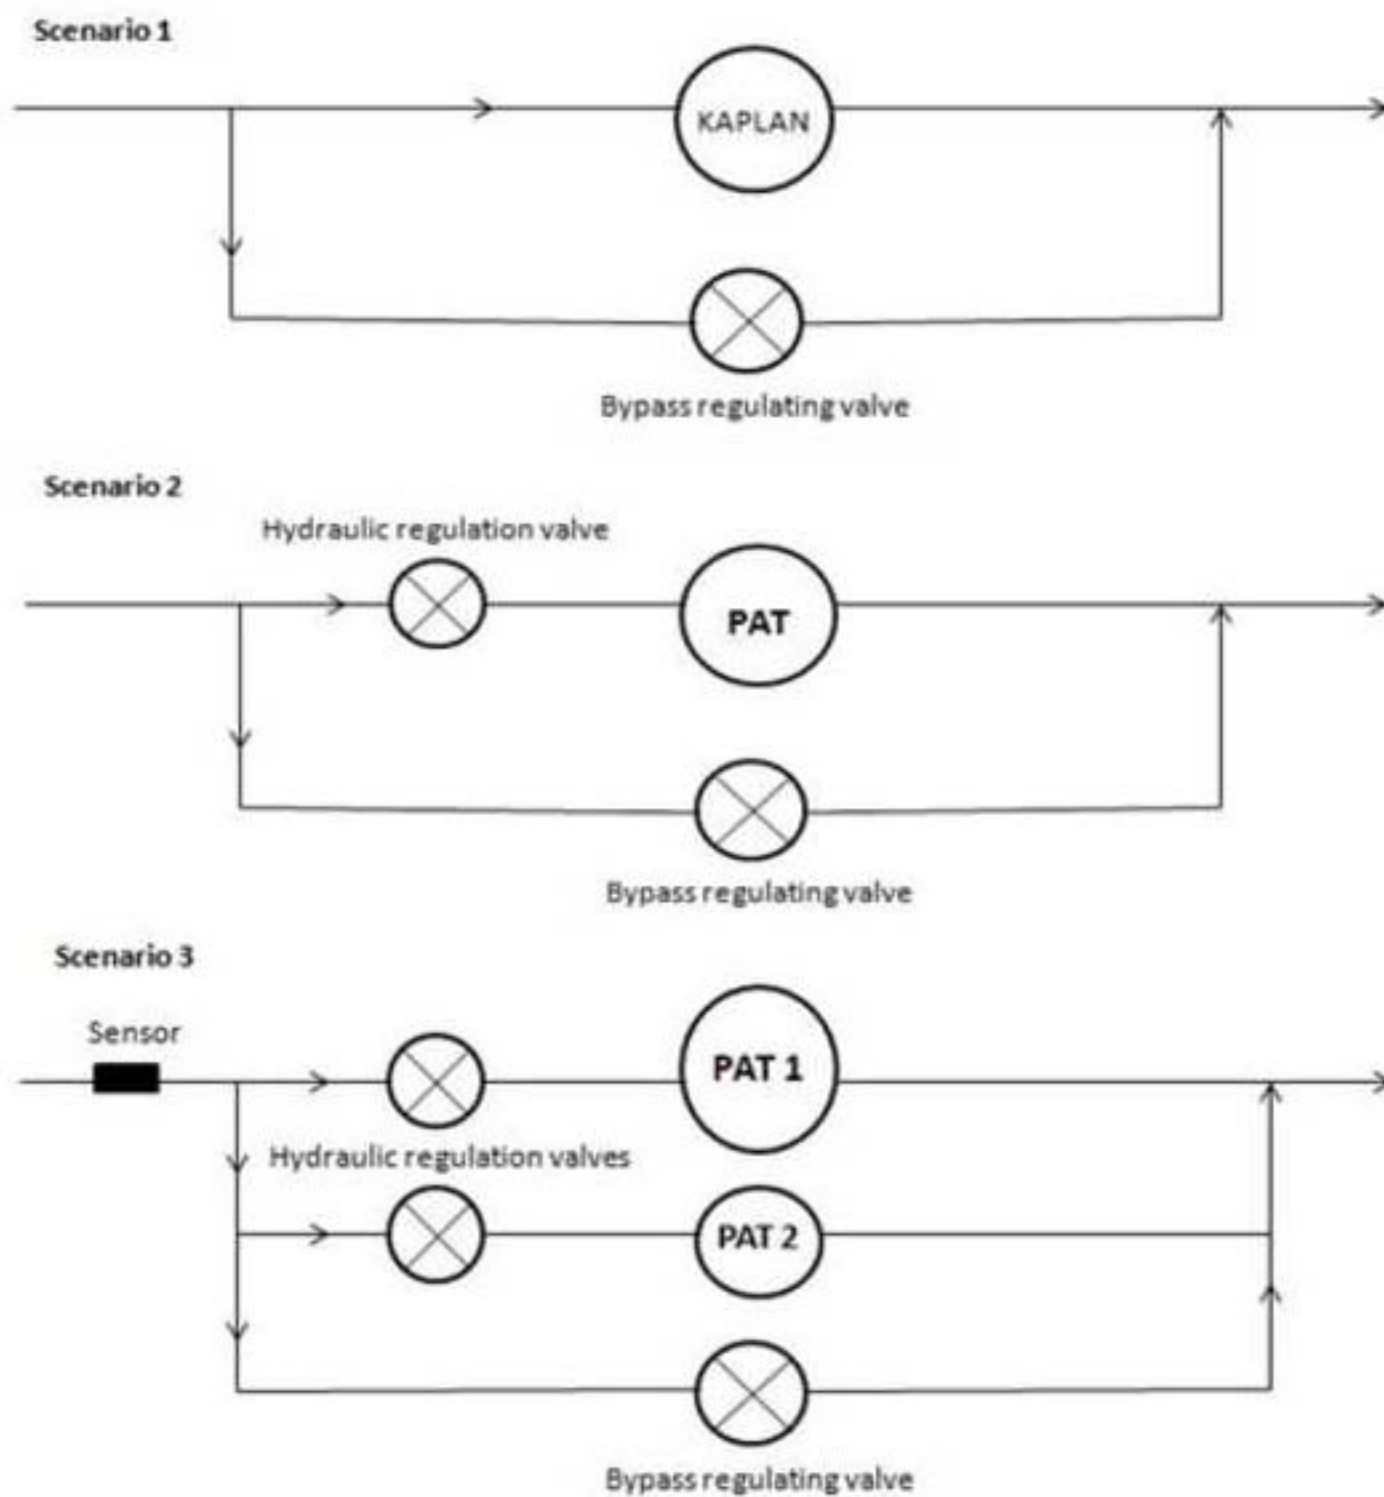 Scenario 1
KAPLAN
Bypass regulating valve
Scenario 2
Hydraulic regulation valve
PAT
Bypass regulating valve
Scenario 3
Sensor
PAT 1
Hydraulic regulation valves
PAT 2
Bypass regulating valve